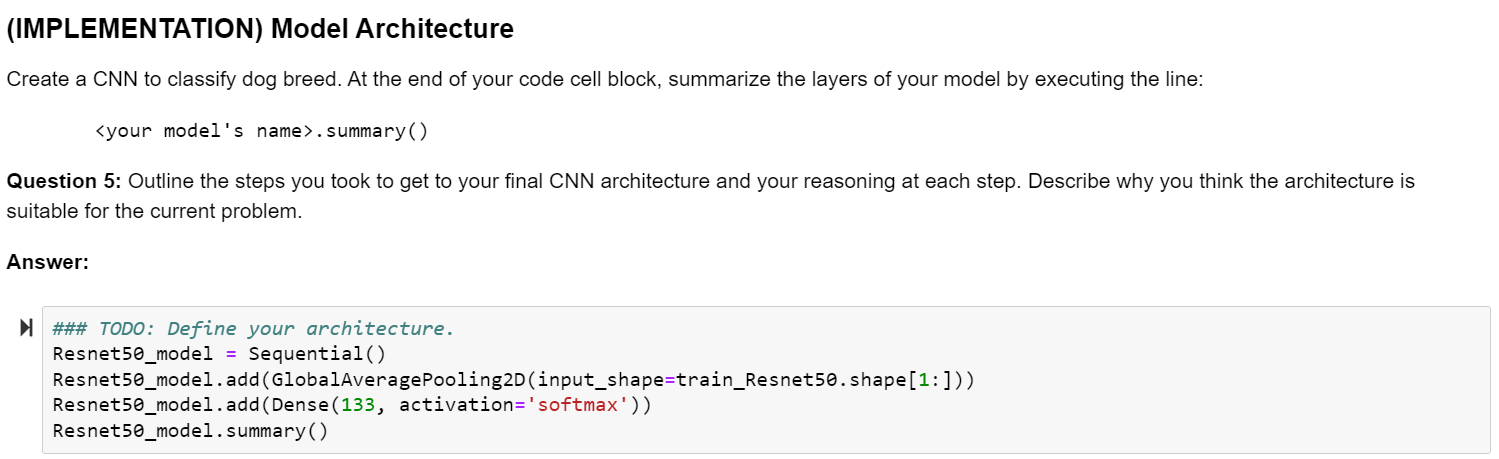 (IMPLEMENTATION) Model Architecture
Create a CNN to classify dog breed. At the end of your code cell block, summarize the layers of your model by executing the line:
<your model's name>.summary()
Question 5: Outline the steps you took to get to your final CNN architecture and your reasoning at each step. Describe why you think the architecture is
suitable for the current problem.
Answer:
### TODO: Define your architecture.
Resnet50_model = Sequential()
Resnet50_model.add(GlobalAveragePooling2D(input_shape=train_Resnet50.shape[1:]))
Resnet50_model.add(Dense(133, activation='softmax'))
Resnet50_model.summary()